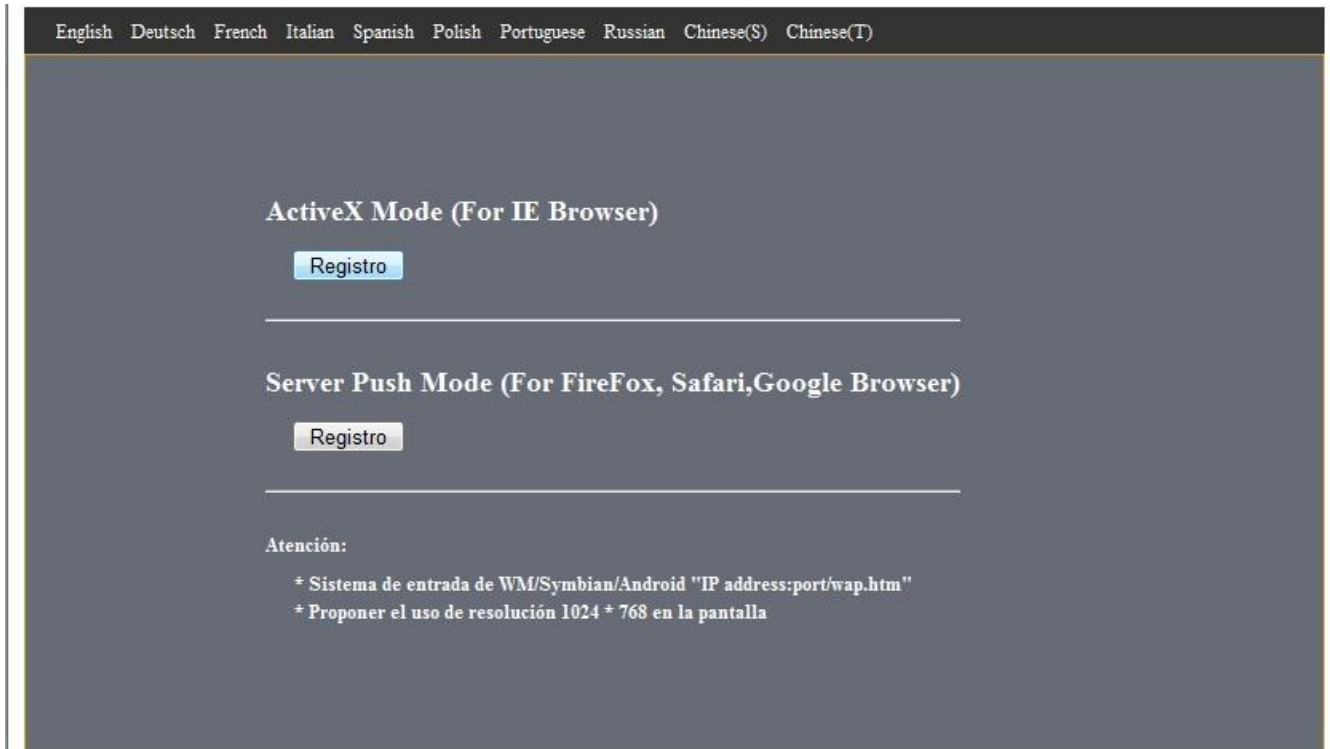 English Deutsch French Italian Spanish Polish Portuguese Russian Chinese(S) Chinese(T)
ActiveX Mode (For IE Browser)
Registro
Server Push Mode (For FireFox, Safari,Google Browser)
Registro
Atención:
* Sistema de entrada de WM/Symbian/Android "IP address:port/wap.htm"
* Proponer el uso de resolución 1024 * 768 en la pantalla